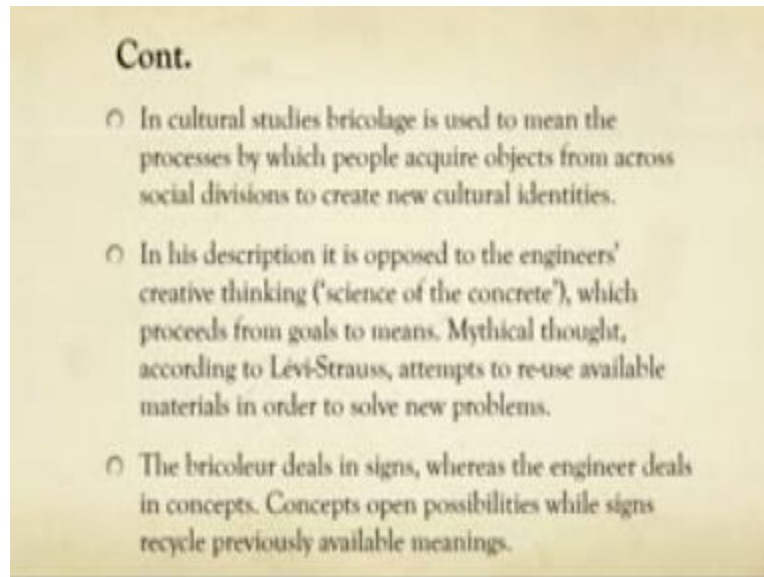 Cont.
In cultural studies bricolage is used to mean the
processes by which people acquire objects from across
social divisions to create new cultural identities.
In his description it is opposed to the engineers'
creative thinking ('science of the concrete'), which
proceeds from goals to means. Mythical thought,
according to Lévi-Strauss, attempts to re-use available
materials in order to solve new problems.
The bricoleur deals in signs, whereas the engineer deals
in concepts. Concepts open possibilities while signs
recycle previously available meanings.